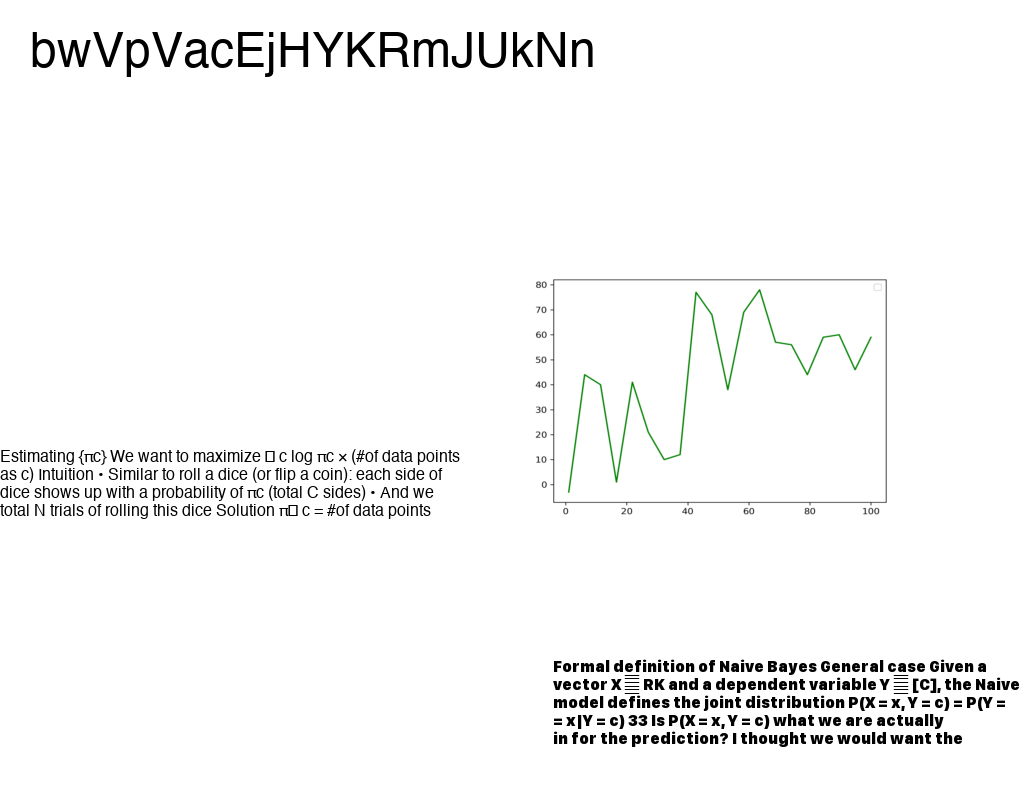 bwVpVacEjHYKRmJUkNn
80
70
60
50
40
30
20
10
0
0 20 40 60 80 100
Estimating {πc} We want to maximize c log πc × (#of data points
as c) Intuition • Similar to roll a dice (or flip a coin): each side of
dice shows up with a probability of πc (total C sides) • And we
total N trials of rolling this dice Solution π c = #of data points
Formal definition of Naive Bayes General case Given a
vector X RK and a dependent variable Y [C], the Naive
model defines the joint distribution P(X = x, Y = c) = P(Y =
= x|Y = c) 33 Is P(X = x, Y = c) what we are actually
in for the prediction? I thought we would want the